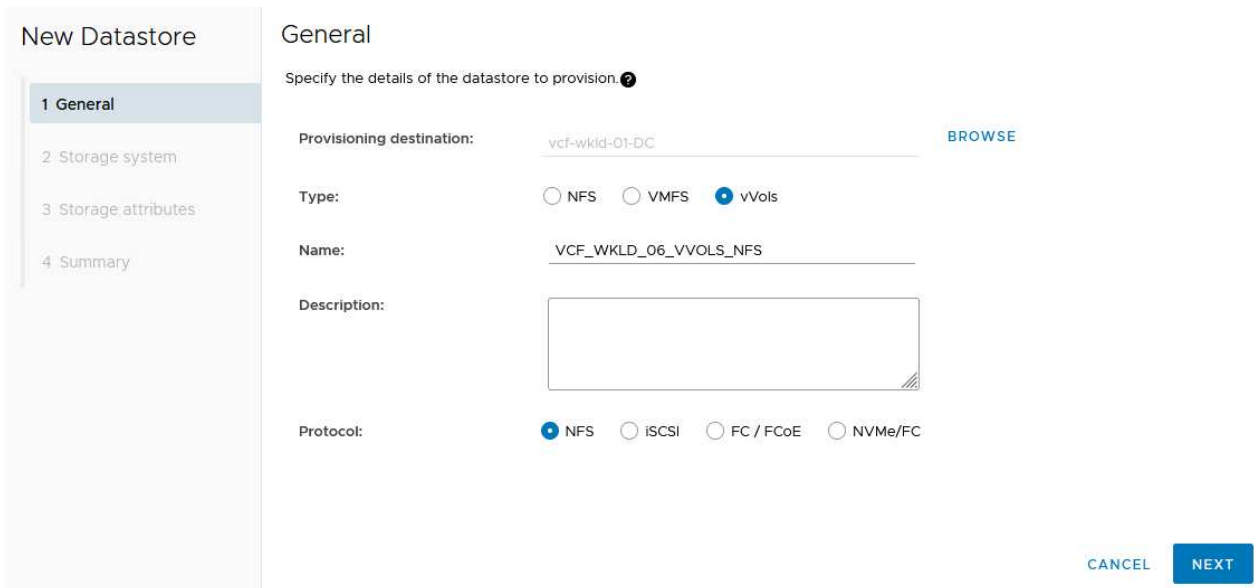 New Datastore
1 General
2 Storage system
3 Storage attributes
4 Summary
General
Specify the details of the datastore to provision.?
Provisioning destination: vcf-wkld-01-DC BROWSE
Type: NFS VMFS vVols
Name: VCF_WKLD_06_VVOLS_NFS
Description:
Protocol: NFS iSCSI FC / FCoE NVMe/FC
CANCEL NEXT